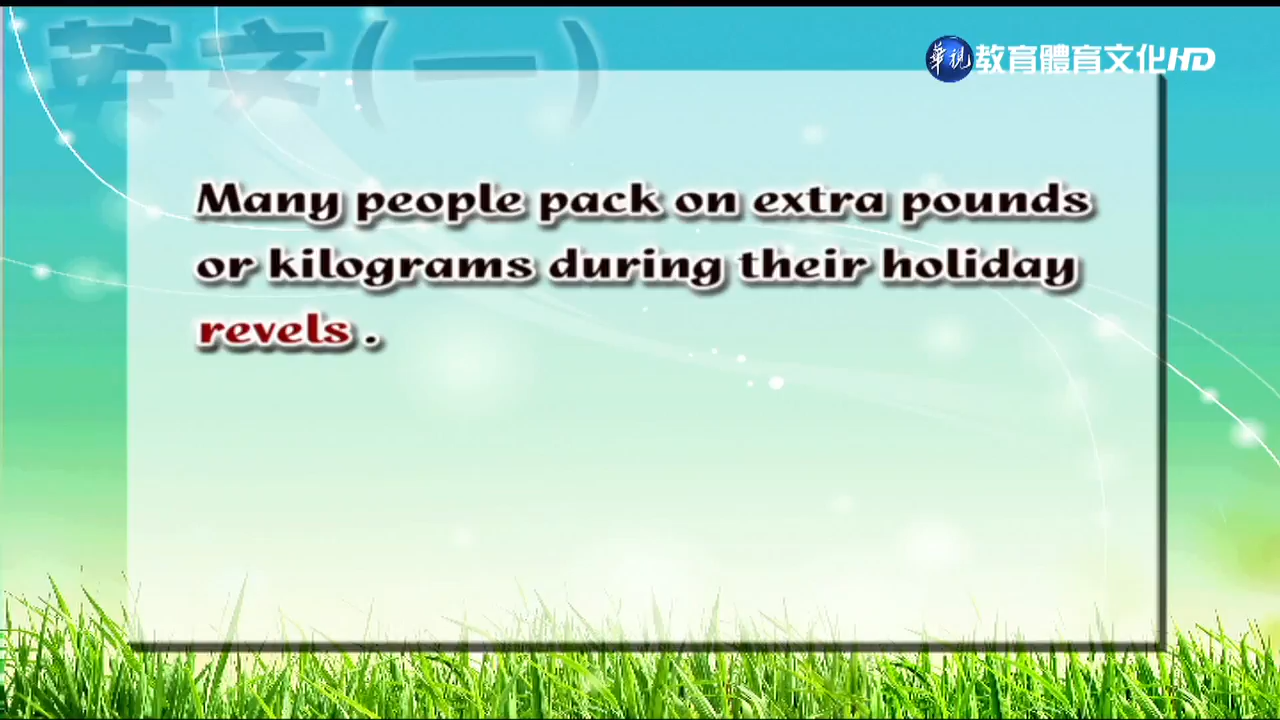 英文(一)
華視教育體育文化HD
Many people pack on extra pounds
or kilograms during their holiday
revels .